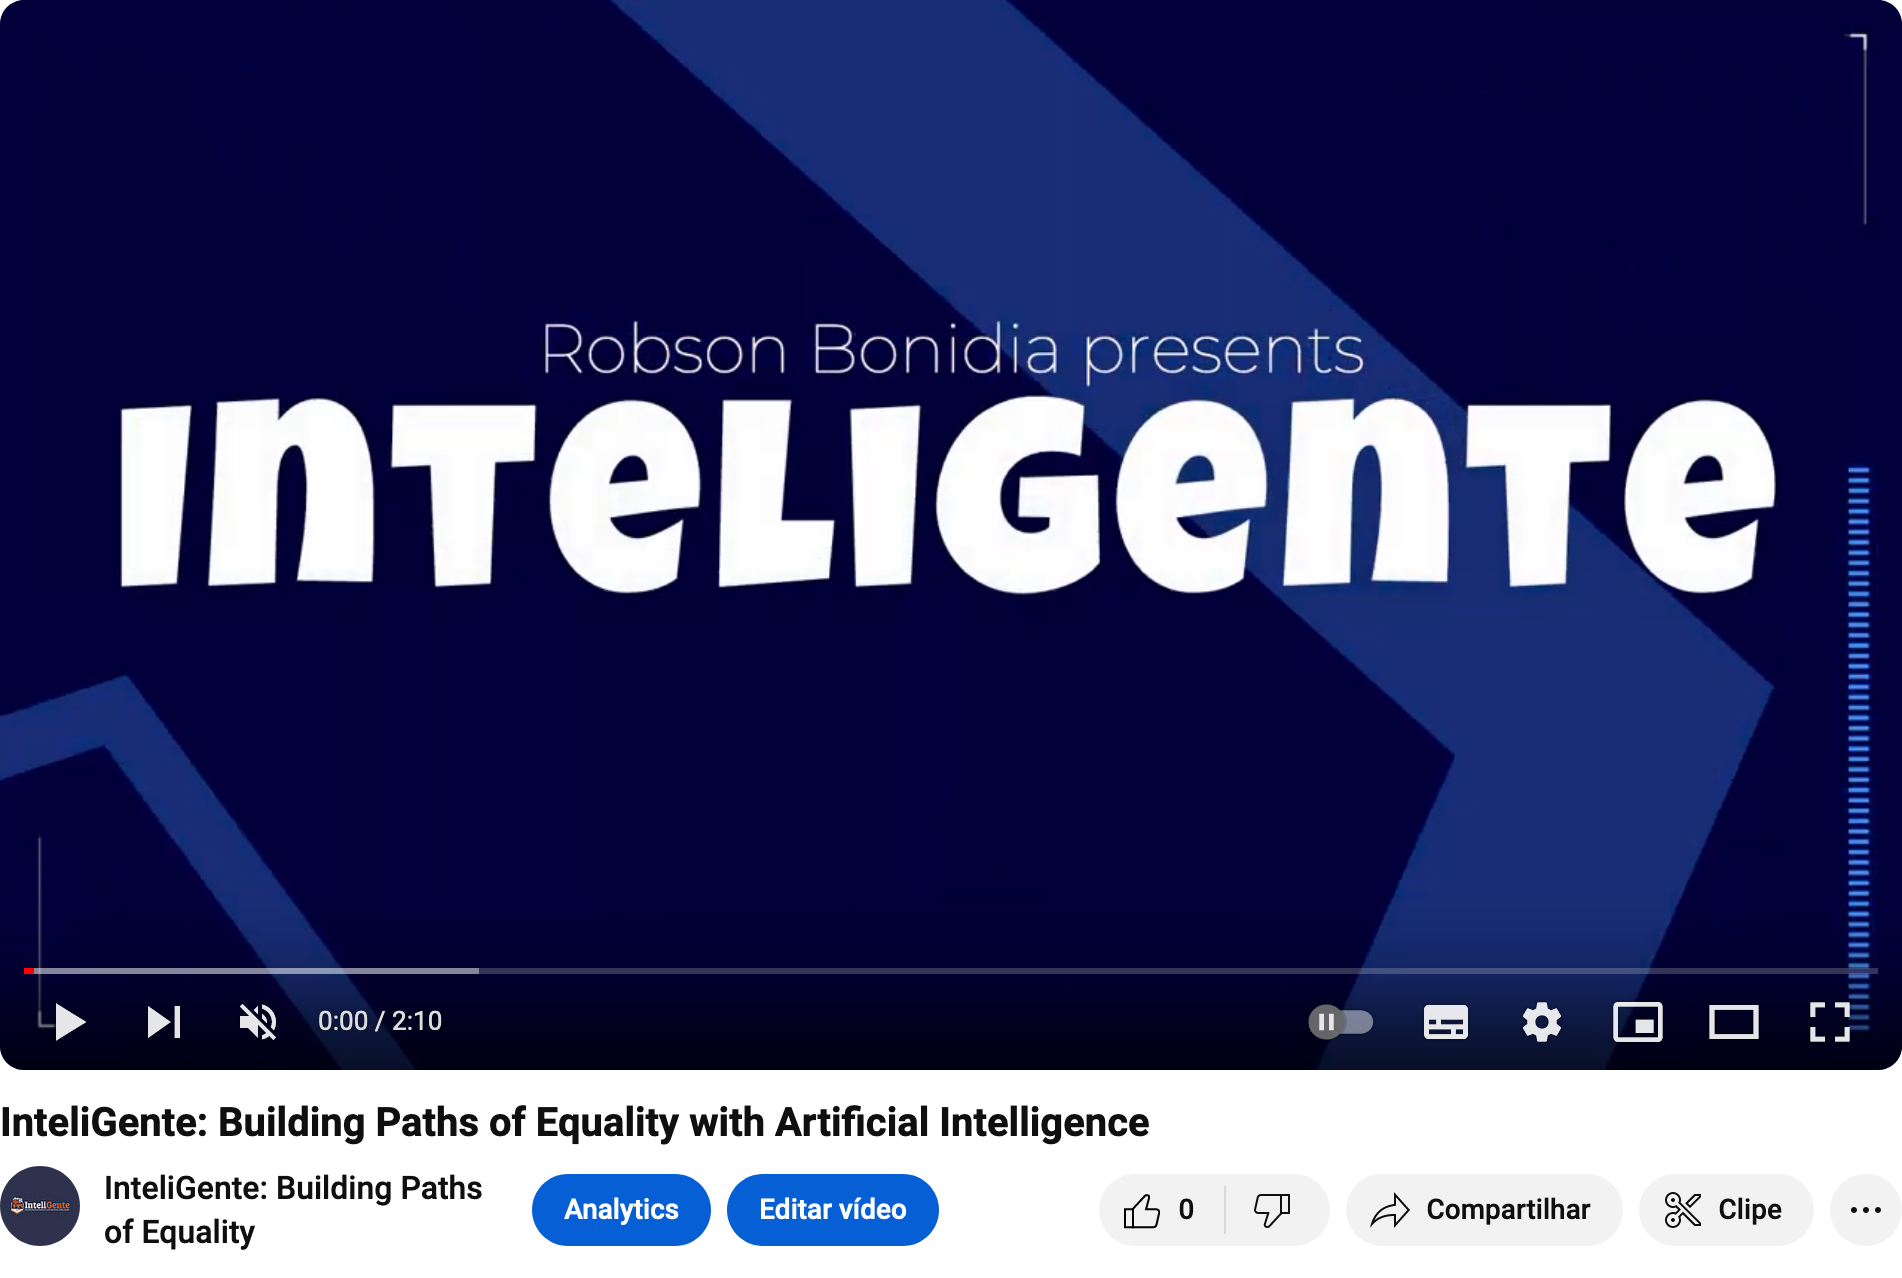 Robson Bonidia presents
InteliGente
0:00 / 2:10
InteliGente: Building Paths of Equality with Artificial Intelligence
InteliGente
InteliGente: Building Paths
of Equality
Analytics
Editar vídeo
0
Compartilhar
Clipe